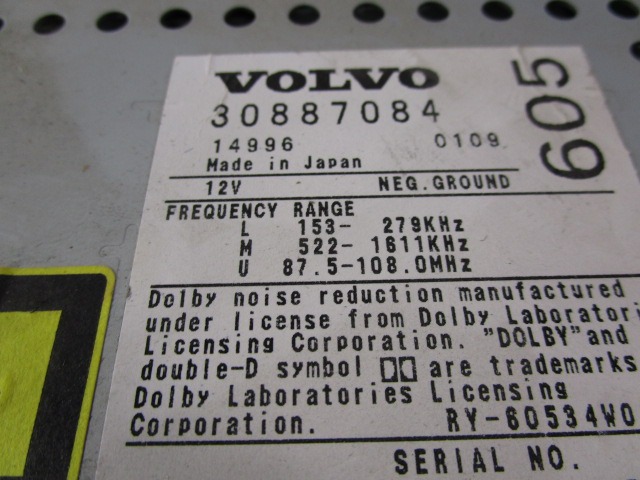 VOLVO
30887084
605
14996 0109
Made in Japan
12V NEG. GROUND
FREQUENCY RANGE
L 153- 279KHz
M 522- 1611KHz
U 87.5-108.0MHz
Dolby noise reduction manufactured
under license from Dolby Laboratori
Licensing Corporation. "DOLBY" and
double-D symbol are trademarks
Dolby Laboratories Licensing
Corporation. RY-60534W0
SERIAL NO.